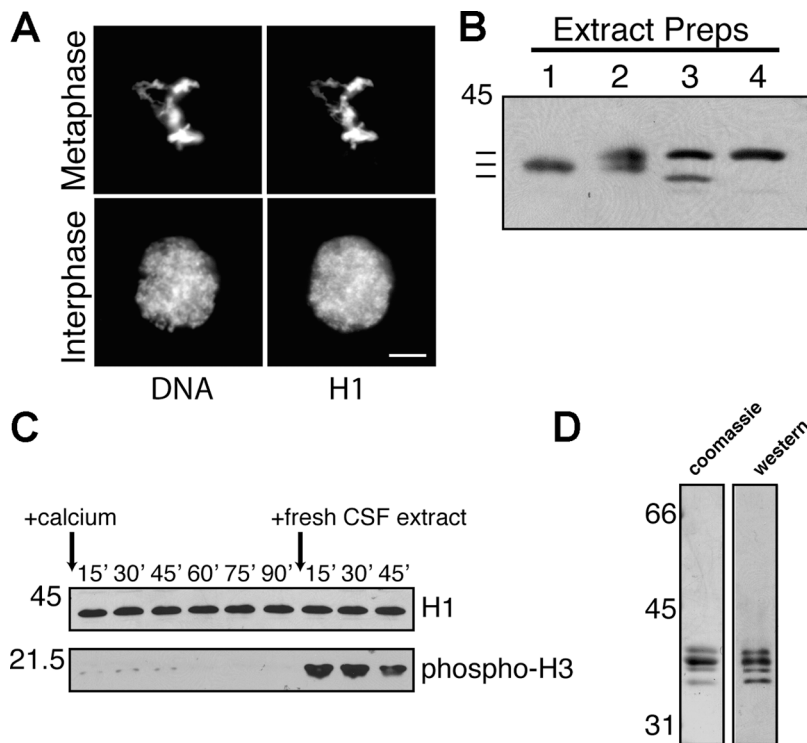 A
Metaphase
Interphase
DNA
H1
B
Extract Preps
1 2 3 4
45
C
+calcium
+fresh CSF extract
15’ 30’ 45’ 60’ 75’ 90’ 15’ 30’ 45’
45
H1
21.5
phospho-H3
D
coomassie
western
66
45
31